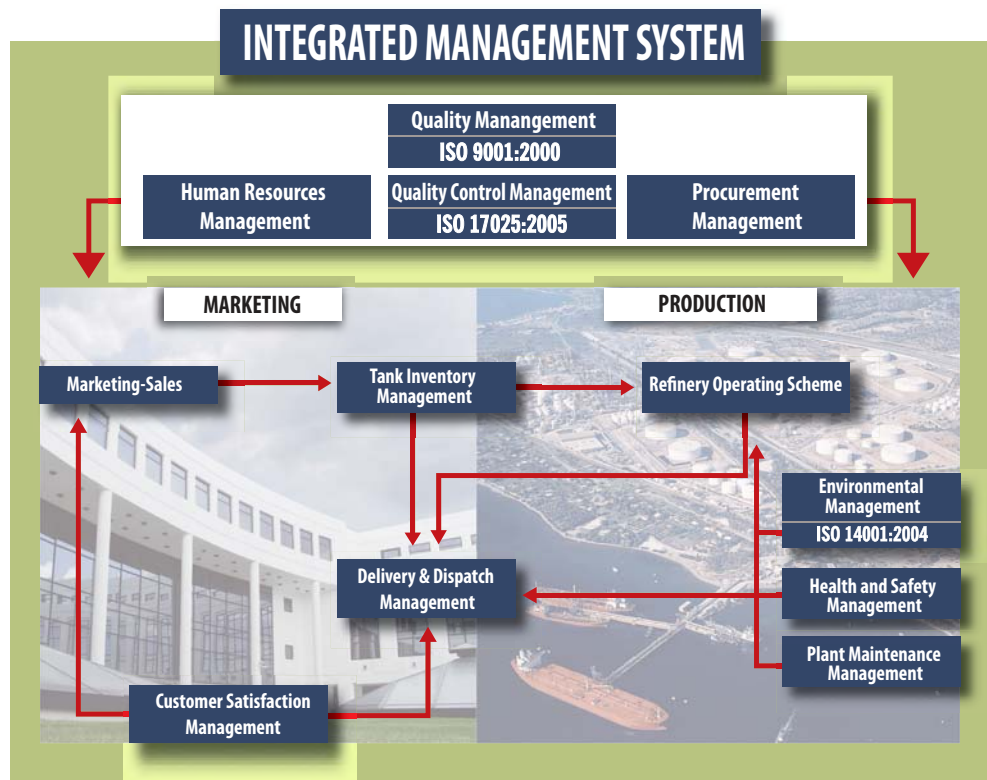 INTEGRATED MANAGEMENT SYSTEM
Quality Manangement
ISO 9001:2000
Human Resources
Management
Quality Control Management
ISO 17025:2005
Procurement
Management
MARKETING
PRODUCTION
Marketing-Sales
Tank Inventory
Management
Refinery Operating Scheme
Environmental
Management
ISO 14001:2004
Delivery & Dispatch
Management
Health and Safety
Management
Plant Maintenance
Management
Customer Satisfaction
Management